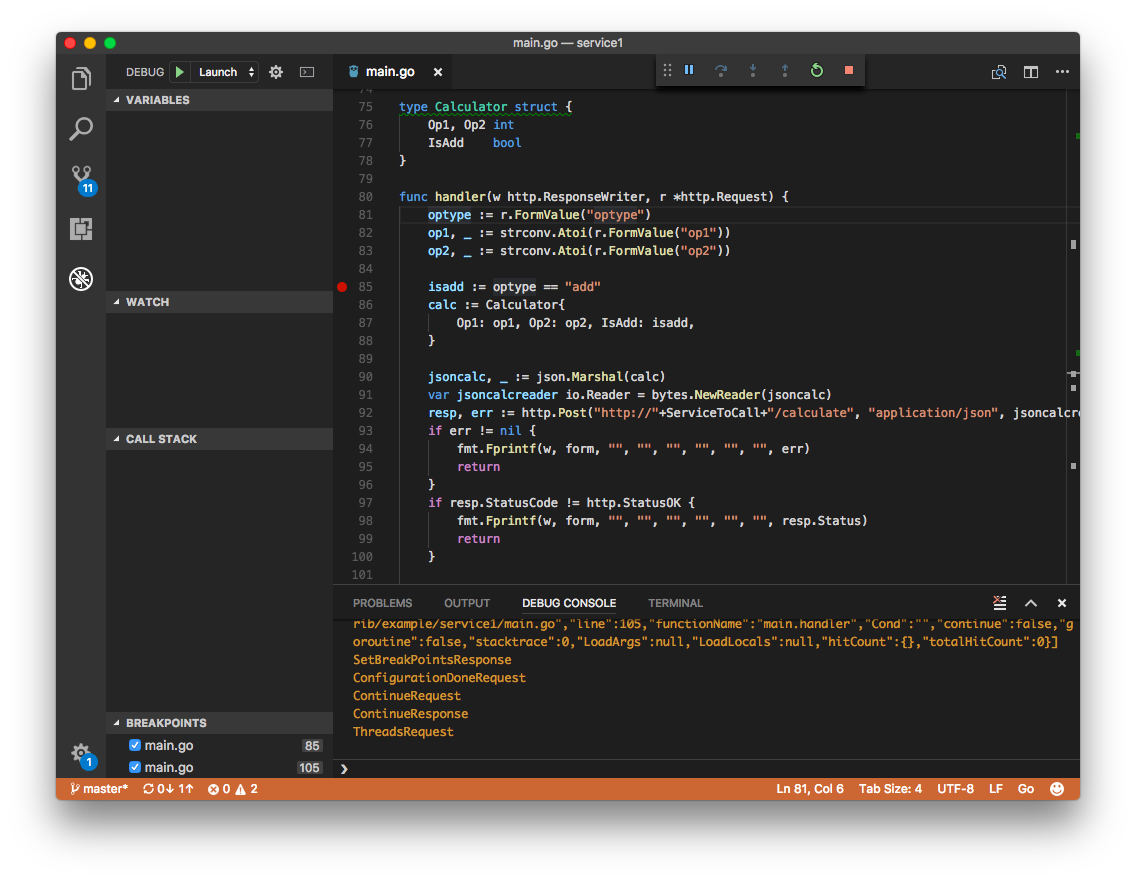 main.go — service1
DEBUG Launch
main.go
VARIABLES
WATCH
CALL STACK
BREAKPOINTS
main.go 85
main.go 105
11
1
74
75 type Calculator struct {
76 Op1, Op2 int
77 IsAdd bool
78 }
79
80 func handler(w http.ResponseWriter, r *http.Request) {
81 optype := r.FormValue("optype")
82 op1, _ := strconv.Atoi(r.FormValue("op1"))
83 op2, _ := strconv.Atoi(r.FormValue("op2"))
84
85 isadd := optype == "add"
86 calc := Calculator{
87 Op1: op1, Op2: op2, IsAdd: isadd,
88 }
89
90 jsoncalc, _ := json.Marshal(calc)
91 var jsoncalcreader io.Reader = bytes.NewReader(jsoncalc)
92 resp, err := http.Post("http://"+ServiceToCall+"/calculate", "application/json", jsoncalcre
93 if err != nil {
94 fmt.Fprintf(w, form, "", "", "", "", "", "", err)
95 return
96 }
97 if resp.StatusCode != http.StatusOK {
98 fmt.Fprintf(w, form, "", "", "", "", "", "", resp.Status)
99 return
100 }
101
PROBLEMS OUTPUT DEBUG CONSOLE TERMINAL
rib/example/service1/main.go","line":105,"functionName":"main.handler","Cond":"","continue":false,"g
oroutine":false,"stacktrace":0,"LoadArgs":null,"LoadLocals":null,"hitCount":{},"totalHitCount":0}]
SetBreakPointsResponse
ConfigurationDoneRequest
ContinueRequest
ContinueResponse
ThreadsRequest
master* 0↓ 1↑ 0 2 Ln 81, Col 6 Tab Size: 4 UTF-8 LF Go